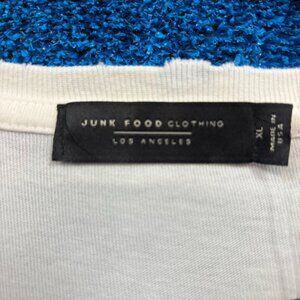 JUNK FOOD CLOTHING
LOS ANGELES
XL
MADE IN
USA